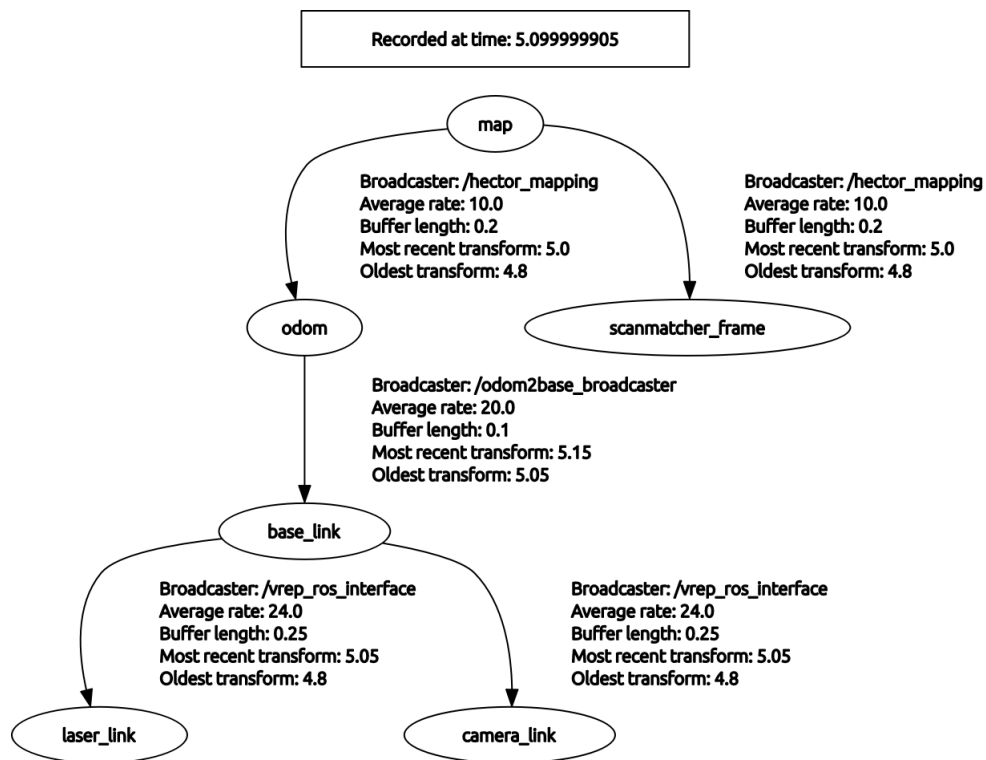 Recorded at time: 5.099999905
map
Broadcaster: /hector_mapping
Average rate: 10.0
Buffer length: 0.2
Most recent transform: 5.0
Oldest transform: 4.8
Broadcaster: /hector_mapping
Average rate: 10.0
Buffer length: 0.2
Most recent transform: 5.0
Oldest transform: 4.8
odom
scanmatcher_frame
Broadcaster: /odom2base_broadcaster
Average rate: 20.0
Buffer length: 0.1
Most recent transform: 5.15
Oldest transform: 5.05
base_link
Broadcaster: /vrep_ros_interface
Average rate: 24.0
Buffer length: 0.25
Most recent transform: 5.05
Oldest transform: 4.8
Broadcaster: /vrep_ros_interface
Average rate: 24.0
Buffer length: 0.25
Most recent transform: 5.05
Oldest transform: 4.8
laser_link
camera_link